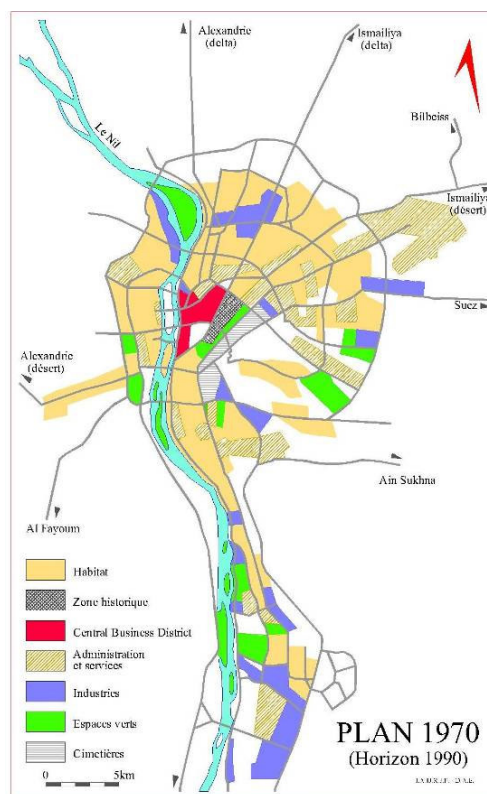 Alexandrie
(delta)
Ismailiya
(delta)
Le Nil
Bilbeiss
Ismailiya
(désert)
Suez
Alexandrie
(désert)
Ain Sukhna
Al Fayoum
Habitat
Zone historique
Central Business District
Administration
et services
Industries
Espaces verts
Cimetières
0 5km
PLAN 1970
(Horizon 1990)